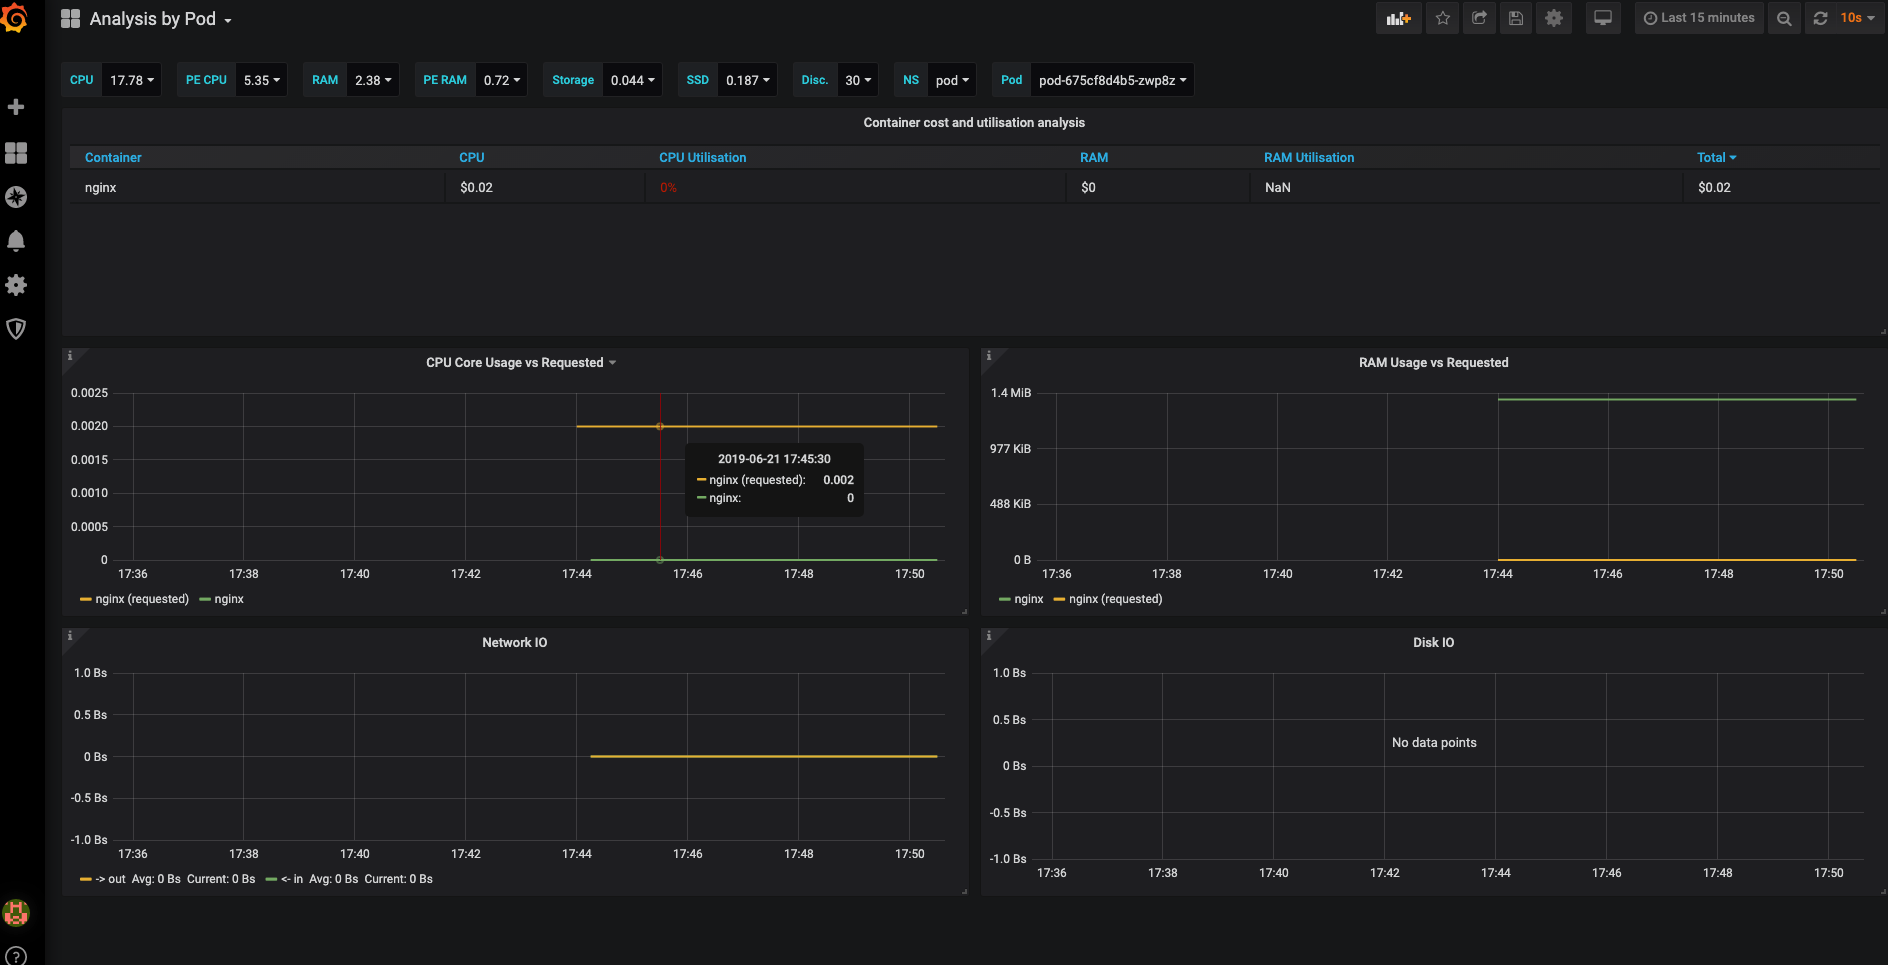 Analysis by Pod
Last 15 minutes
10s
CPU 17.78 PE CPU 5.35 RAM 2.38 PE RAM 0.72 Storage 0.044 SSD 0.187 Disc. 30 NS pod Pod pod-675cf8d4b5-zwp8z
Container cost and utilisation analysis
Container CPU CPU Utilisation RAM RAM Utilisation Total
nginx $0.02 0% $0 NaN $0.02
i
CPU Core Usage vs Requested
0.0025
0.0020
0.0015
0.0010
0.0005
0
17:36 17:38 17:40 17:42 17:44 17:46 17:48 17:50
2019-06-21 17:45:30
nginx (requested): 0.002
nginx: 0
nginx (requested) nginx
i
RAM Usage vs Requested
1.4 MiB
977 KiB
488 KiB
0 B
17:36 17:38 17:40 17:42 17:44 17:46 17:48 17:50
nginx nginx (requested)
i
Network IO
1.0 Bs
0.5 Bs
0 Bs
-0.5 Bs
-1.0 Bs
17:36 17:38 17:40 17:42 17:44 17:46 17:48 17:50
-> out Avg: 0 Bs Current: 0 Bs <- in Avg: 0 Bs Current: 0 Bs
i
Disk IO
1.0 Bs
0.5 Bs
No data points
0 Bs
-0.5 Bs
-1.0 Bs
17:36 17:38 17:40 17:42 17:44 17:46 17:48 17:50
?